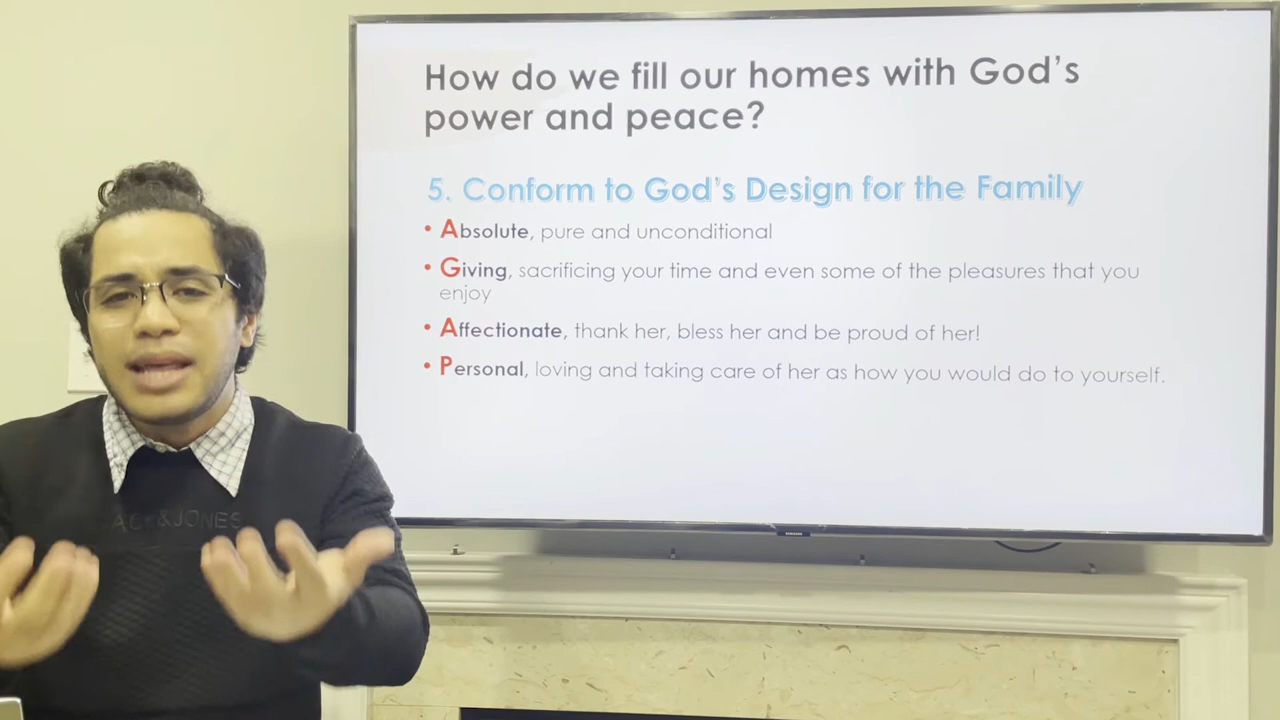 How do we fill our homes with God's
power and peace?
5. Conform to God's Design for the Family
• Absolute, pure and unconditional
• Giving, sacrificing your time and even some of the pleasures that you
enjoy
• Affectionate, thank her, bless her and be proud of her!
• Personal, loving and taking care of her as how you would do to yourself.
SAMSUNG
&JONES